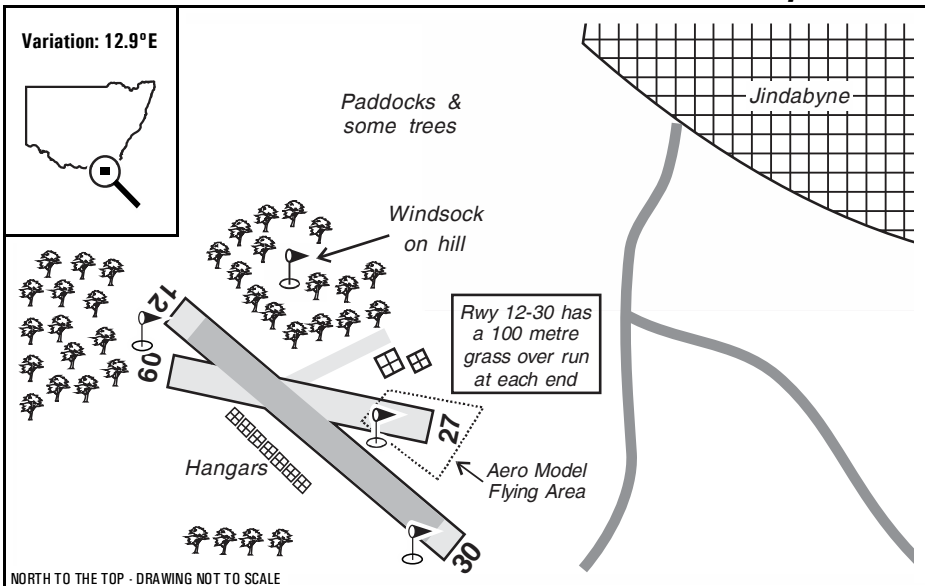 Variation: 12.9°E
Paddocks &
some trees
Jindabyne
Windsock
on hill
12
09
Rwy 12-30 has
a 100 metre
grass over run
at each end
27
Hangars
Aero Model
Flying Area
30
NORTH TO THE TOP - DRAWING NOT TO SCALE